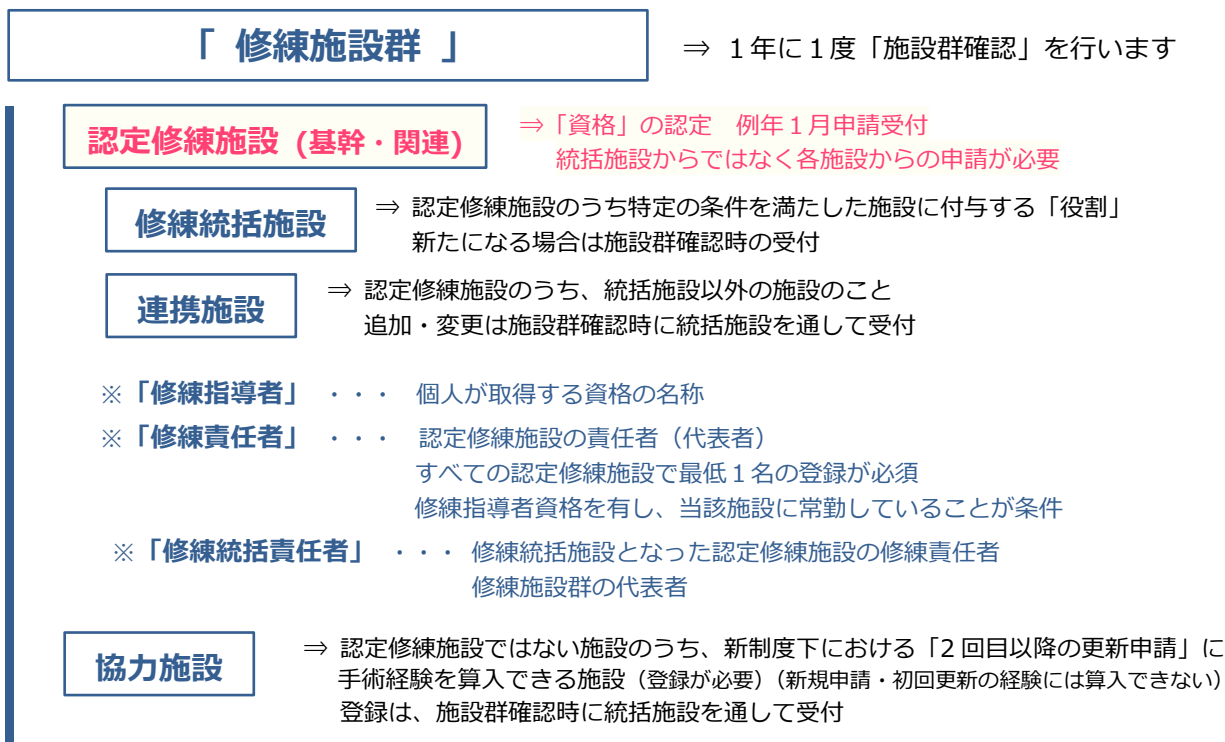 「 修練施設群 」 ⇒ １年に１度「施設群確認」を行います
認定修練施設 (基幹・関連) ⇒「資格」の認定　例年１月申請受付
統括施設からではなく各施設からの申請が必要
修練統括施設 ⇒ 認定修練施設のうち特定の条件を満たした施設に付与する「役割」
新たになる場合は施設群確認時の受付
連携施設 ⇒ 認定修練施設のうち、統括施設以外の施設のこと
追加・変更は施設群確認時に統括施設を通して受付
※「修練指導者」 ・・・ 個人が取得する資格の名称
※「修練責任者」 ・・・ 認定修練施設の責任者（代表者）
すべての認定修練施設で最低１名の登録が必須
修練指導者資格を有し、当該施設に常勤していることが条件
※「修練統括責任者」 ・・・ 修練統括施設となった認定修練施設の修練責任者
修練施設群の代表者
協力施設 ⇒ 認定修練施設ではない施設のうち、新制度下における「2 回目以降の更新申請」に
手術経験を算入できる施設（登録が必要）（新規申請・初回更新の経験には算入できない）
登録は、施設群確認時に統括施設を通して受付